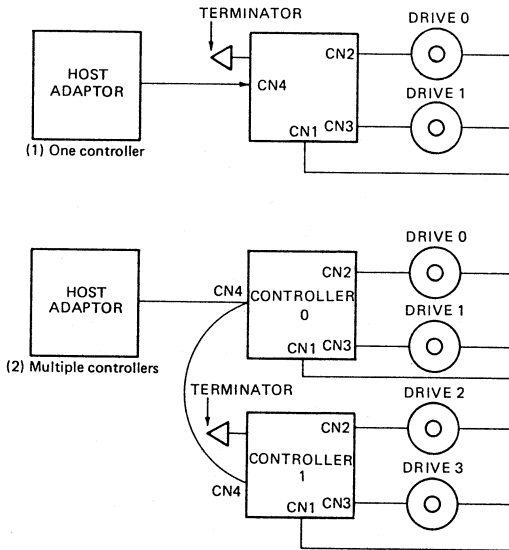 TERMINATOR
DRIVE 0
HOST
ADAPTOR
CN2
CN4
DRIVE 1
CN1
CN3
(1) One controller
DRIVE 0
HOST
ADAPTOR
CN4
CN2
CONTROLLER
0
DRIVE 1
CN1
CN3
(2) Multiple controllers
TERMINATOR
DRIVE 2
CN2
CONTROLLER
1
DRIVE 3
CN4
CN1
CN3